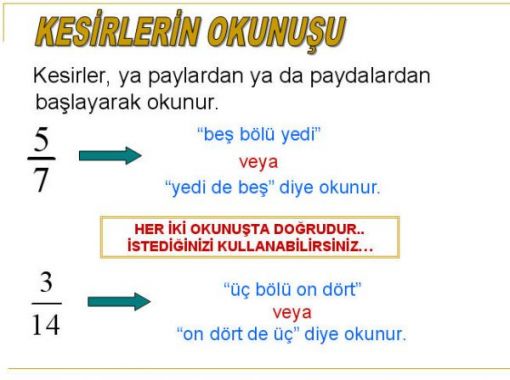 KESİRLERİN OKUNUŞU
Kesirler, ya paylardan ya da paydalardan
başlayarak okunur.
5
7
“beş bölü yedi”
veya
“yedi de beş” diye okunur.
HER İKİ OKUNUŞTA DOĞRUDUR..
İSTEDİĞİNİZİ KULLANABİLİRSİNİZ…
3
14
“üç bölü on dört”
veya
“on dört de üç” diye okunur.